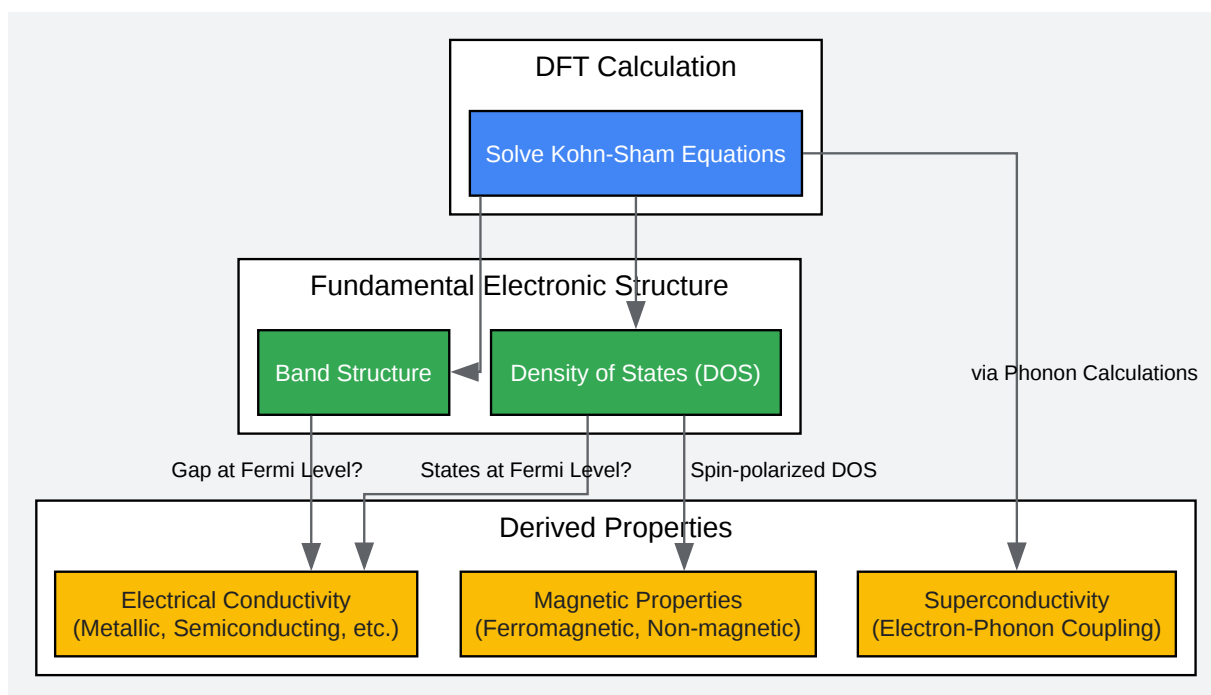 DFT Calculation
Solve Kohn-Sham Equations
Fundamental Electronic Structure
Band Structure
Density of States (DOS)
via Phonon Calculations
Gap at Fermi Level?
States at Fermi Level?
Spin-polarized DOS
Derived Properties
Electrical Conductivity
(Metallic, Semiconducting, etc.)
Magnetic Properties
(Ferromagnetic, Non-magnetic)
Superconductivity
(Electron-Phonon Coupling)